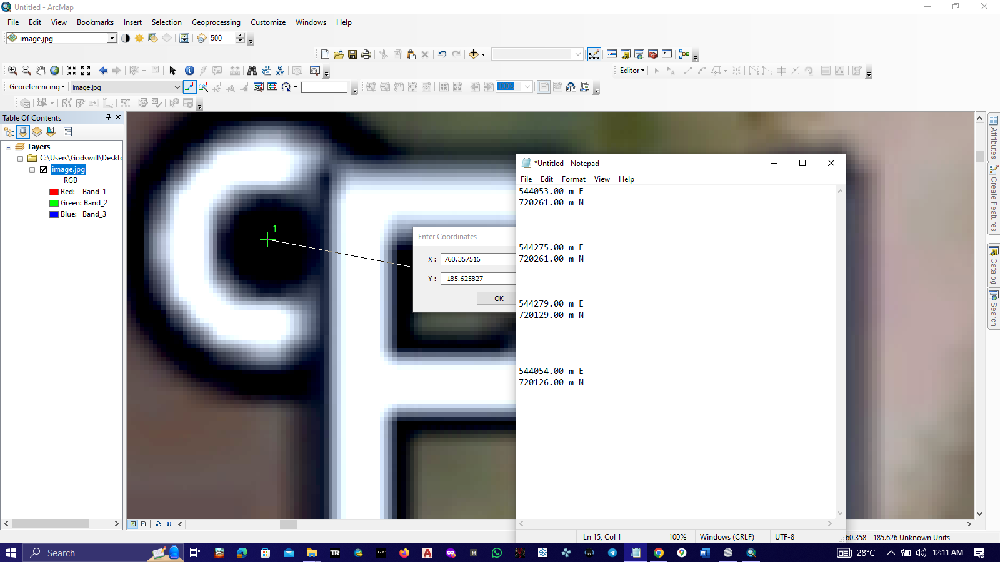 Untitled - ArcMap
File Edit View Bookmarks Insert Selection Geoprocessing Customize Windows Help
image.jpg
500
Editor
Georeferencing
image.jpg
100%
Table Of Contents
Layers
C:\Users\Godswill\Deskto
image.jpg
RGB
Red: Band_1
Green: Band_2
Blue: Band_3
1
Enter Coordinates
X: 760.357516
Y: -185.625827
OK
*Untitled - Notepad
File Edit Format View Help
544053.00 m E
720261.00 m N
544275.00 m E
720261.00 m N
544279.00 m E
720129.00 m N
544054.00 m E
720126.00 m N
Ln 15, Col 1
100%
Windows (CRLF)
UTF-8
Attributes
Create Features
Catalog
Search
60.358 -185.626 Unknown Units
Search
TR
28°C
12:11 AM